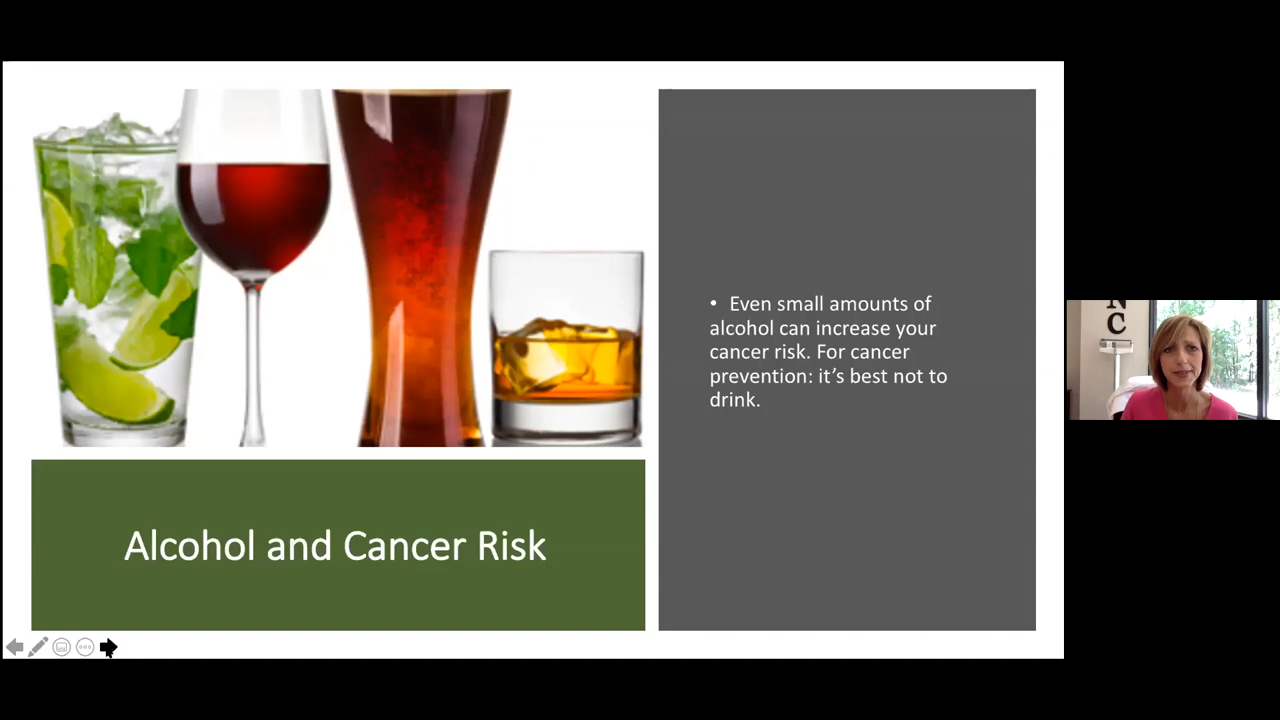 • Even small amounts of
alcohol can increase your
cancer risk. For cancer
prevention: it’s best not to
drink.
Alcohol and Cancer Risk
N
C